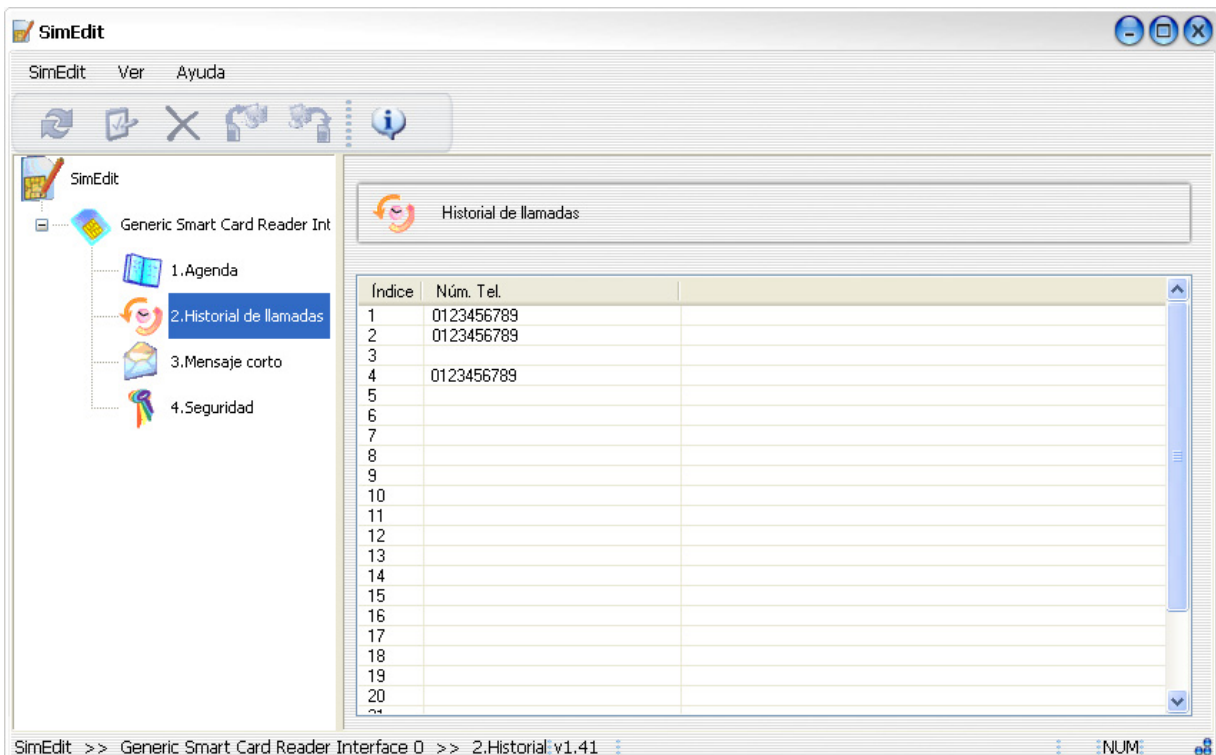 SimEdit
SimEdit Ver Ayuda
SimEdit
Generic Smart Card Reader Int
1.Agenda
2.Historial de llamadas
3.Mensaje corto
4.Seguridad
Historial de llamadas
Índice Núm. Tel.
1 0123456789
2 0123456789
3
4 0123456789
5
6
7
8
9
10
11
12
13
14
15
16
17
18
19
20
21
SimEdit >> Generic Smart Card Reader Interface 0 >> 2.Historial v1.41 NUM